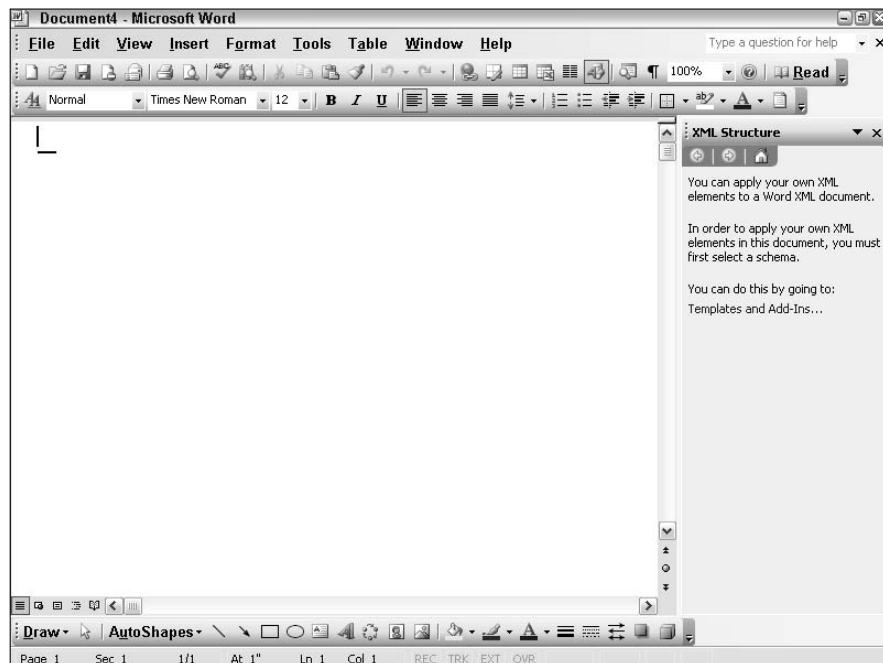 Document4 - Microsoft Word
File Edit View Insert Format Tools Table Window Help Type a question for help
100% Read
Normal Times New Roman 12 B I U
XML Structure
You can apply your own XML
elements to a Word XML document.
In order to apply your own XML
elements in this document, you must
first select a schema.
You can do this by going to:
Templates and Add-Ins...
Draw AutoShapes
Page 1 Sec 1 1/1 At 1" Ln 1 Col 1 REC TRK EXT OVR